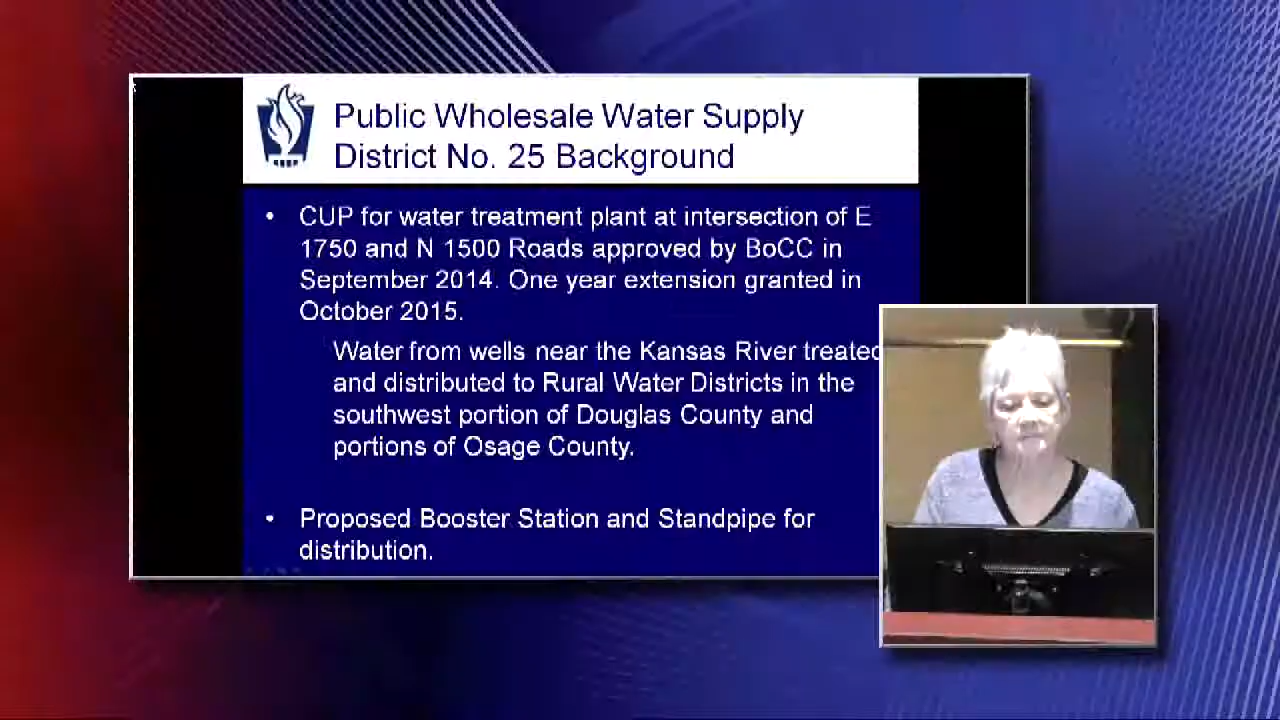 Public Wholesale Water Supply
District No. 25 Background
• CUP for water treatment plant at intersection of E
1750 and N 1500 Roads approved by BoCC in
September 2014. One year extension granted in
October 2015.
Water from wells near the Kansas River treated
and distributed to Rural Water Districts in the
southwest portion of Douglas County and
portions of Osage County.
• Proposed Booster Station and Standpipe for
distribution.